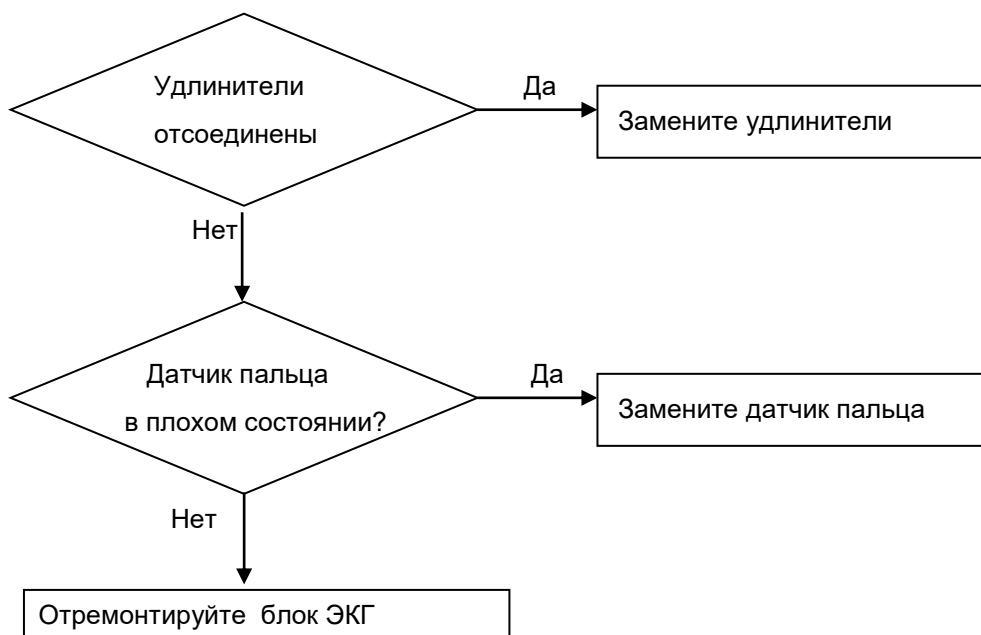 Удлинители
отсоединены
Да
Замените удлинители
Нет
Датчик пальца
в плохом состоянии?
Да
Замените датчик пальца
Нет
Отремонтируйте блок ЭКГ